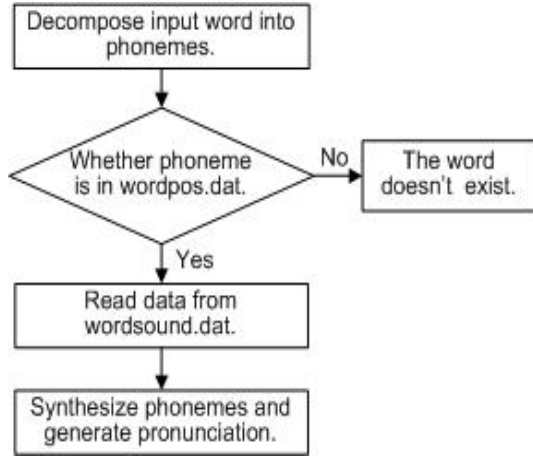 Decompose input word into
phonemes.
Whether phoneme
is in wordpos.dat.
No
The word
doesn't exist.
Yes
Read data from
wordsound.dat.
Synthesize phonemes and
generate pronunciation.